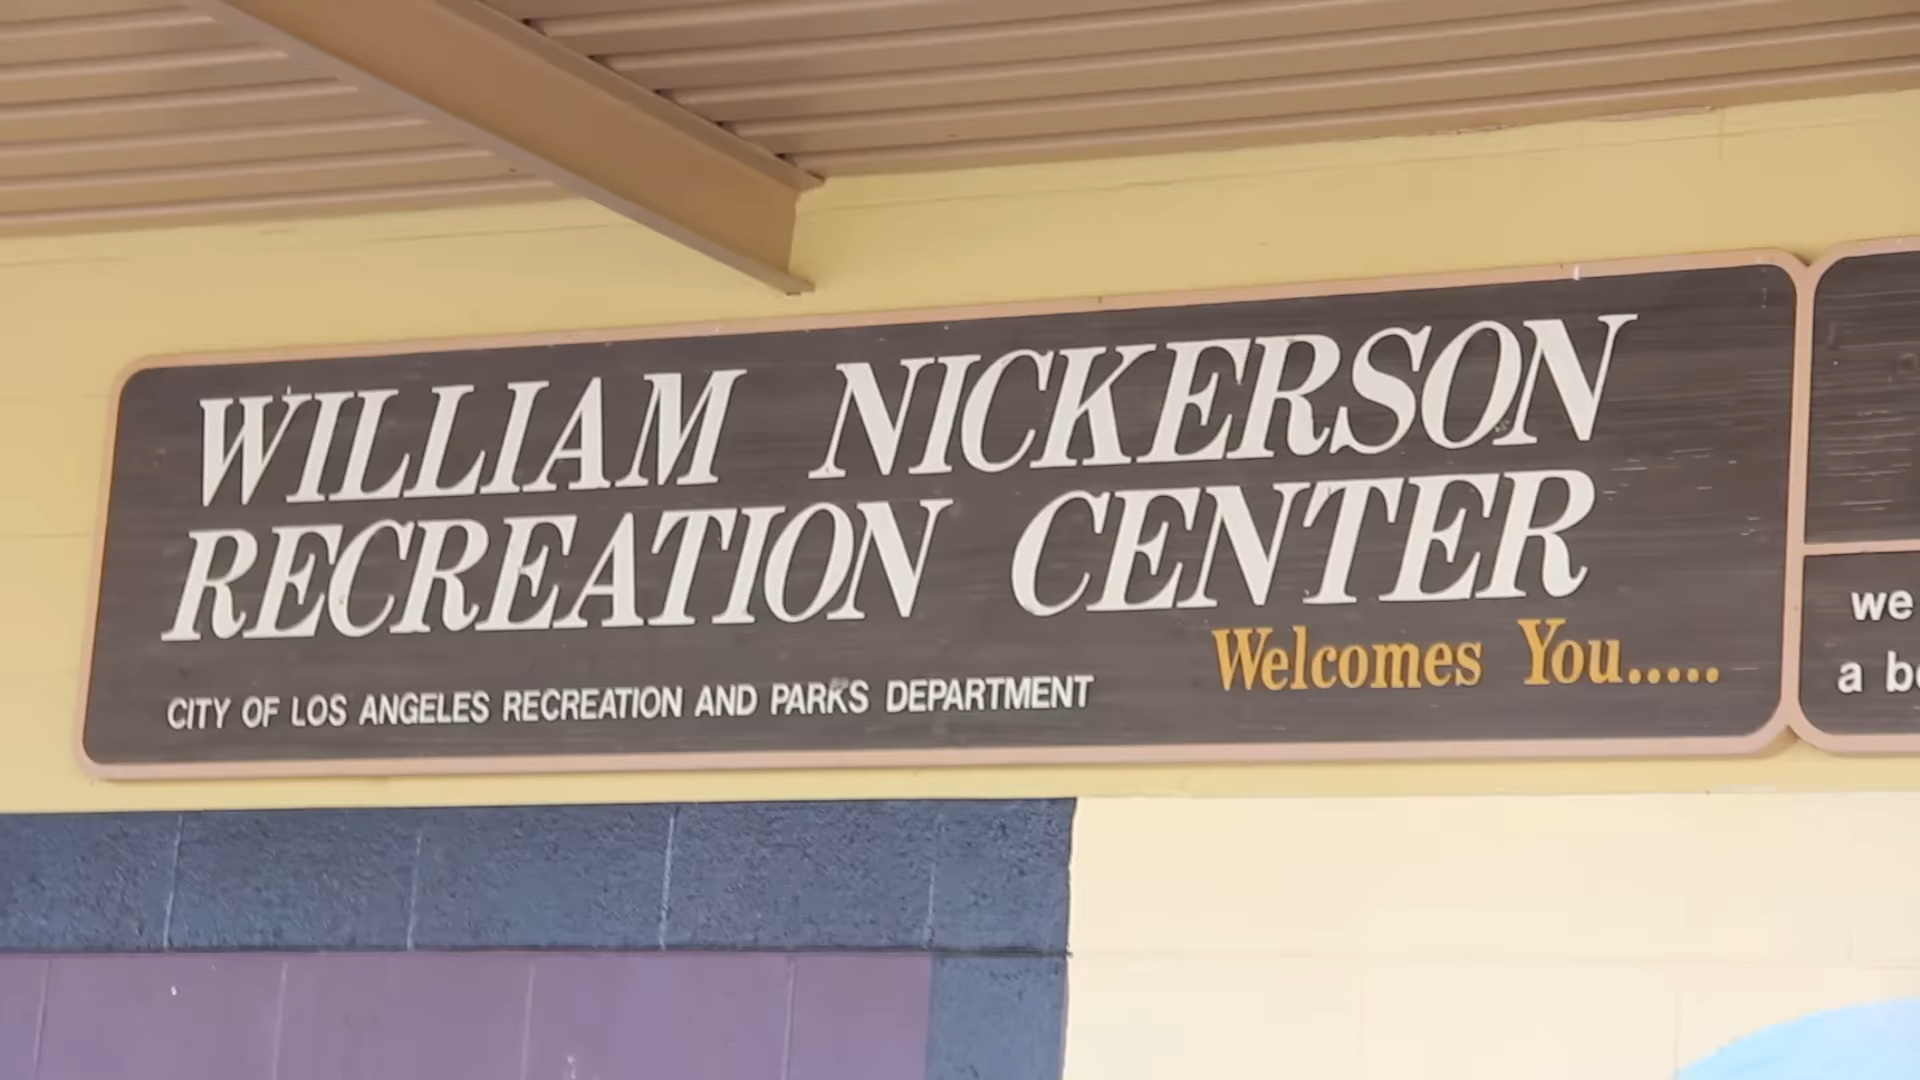 WILLIAM NICKERSON
RECREATION CENTER
Welcomes You.....
CITY OF LOS ANGELES RECREATION AND PARKS DEPARTMENT
we
a